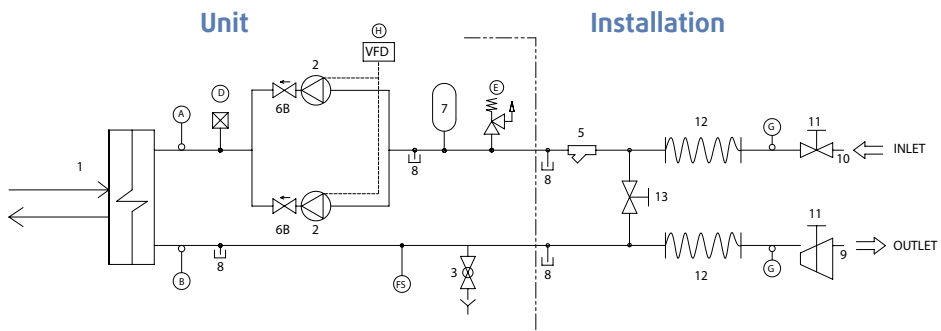 Unit
Installation
H
VFD
2
D
6B
A
E
7
5
12
G
11
10
INLET
1
8
8
13
6B
2
B
8
FS
3
8
12
G
11
9
OUTLET